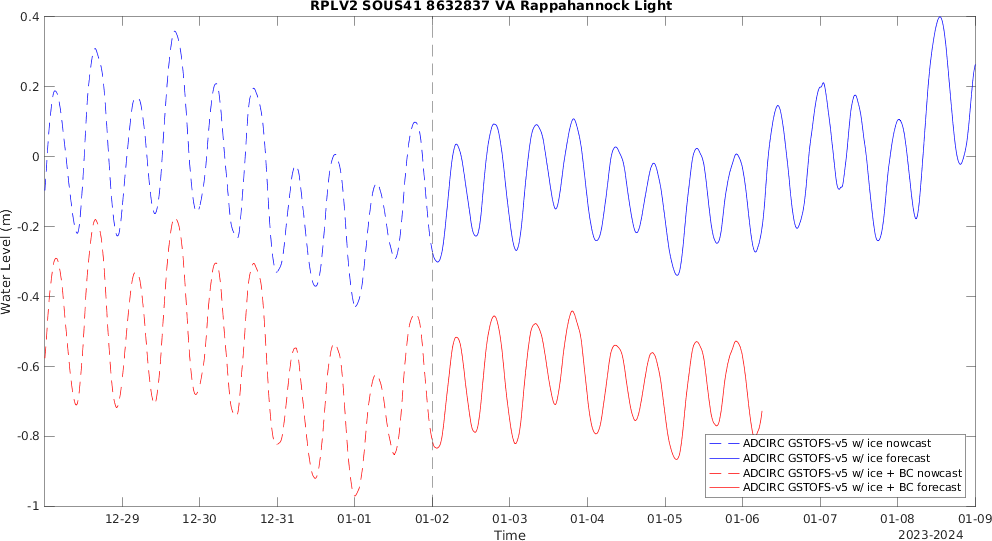 RPLV2 SOUS41 8632837 VA Rappahannock Light
0.4
0.2
0
-0.2
-0.4
-0.6
-0.8
-1
Water Level (m)
ADCIRC GSTOFS-v5 w/ ice nowcast
ADCIRC GSTOFS-v5 w/ ice forecast
ADCIRC GSTOFS-v5 w/ ice + BC nowcast
ADCIRC GSTOFS-v5 w/ ice + BC forecast
12-29 12-30 12-31 01-01 01-02 01-03 01-04 01-05 01-06 01-07 01-08 01-09
Time
2023-2024